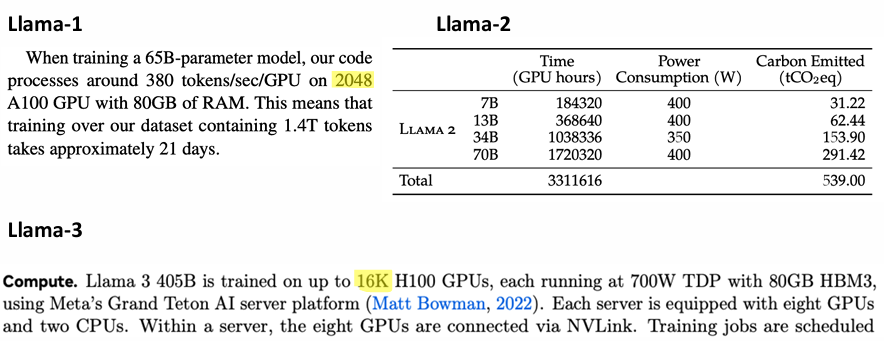 Llama-1
When training a 65B-parameter model, our code
processes around 380 tokens/sec/GPU on 2048
A100 GPU with 80GB of RAM. This means that
training over our dataset containing 1.4T tokens
takes approximately 21 days.
Llama-2
Time Power Carbon Emitted
(GPU hours) Consumption (W) (tCO2eq)
7B 184320 400 31.22
13B 368640 400 62.44
LLAMA 2
34B 1038336 350 153.90
70B 1720320 400 291.42
Total 3311616 539.00
Llama-3
Compute. Llama 3 405B is trained on up to 16K H100 GPUs, each running at 700W TDP with 80GB HBM3,
using Meta's Grand Teton AI server platform (Matt Bowman, 2022). Each server is equipped with eight GPUs
and two CPUs. Within a server, the eight GPUs are connected via NVLink. Training jobs are scheduled